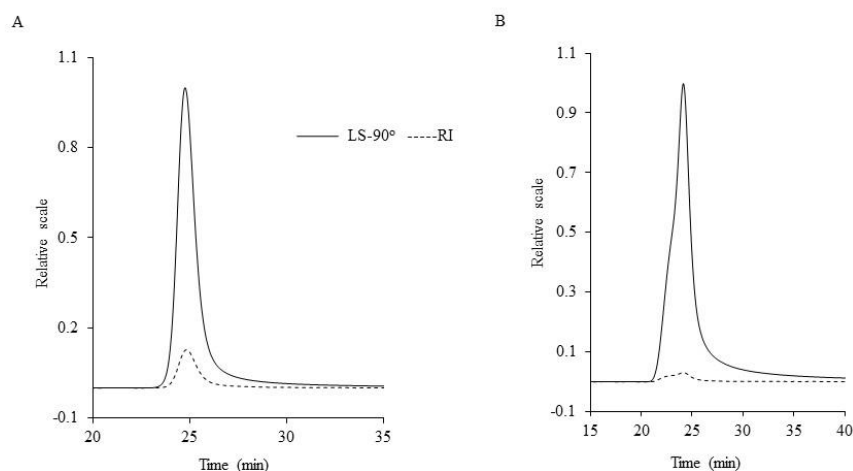 A
1.1
0.8
0.5
0.2
-0.1
Relative scale
20 25 30 35
Time (min)
LS-90° RI
B
1.1
0.9
0.7
0.5
0.3
0.1
-0.1
Relative scale
15 20 25 30 35 40
Time (min)